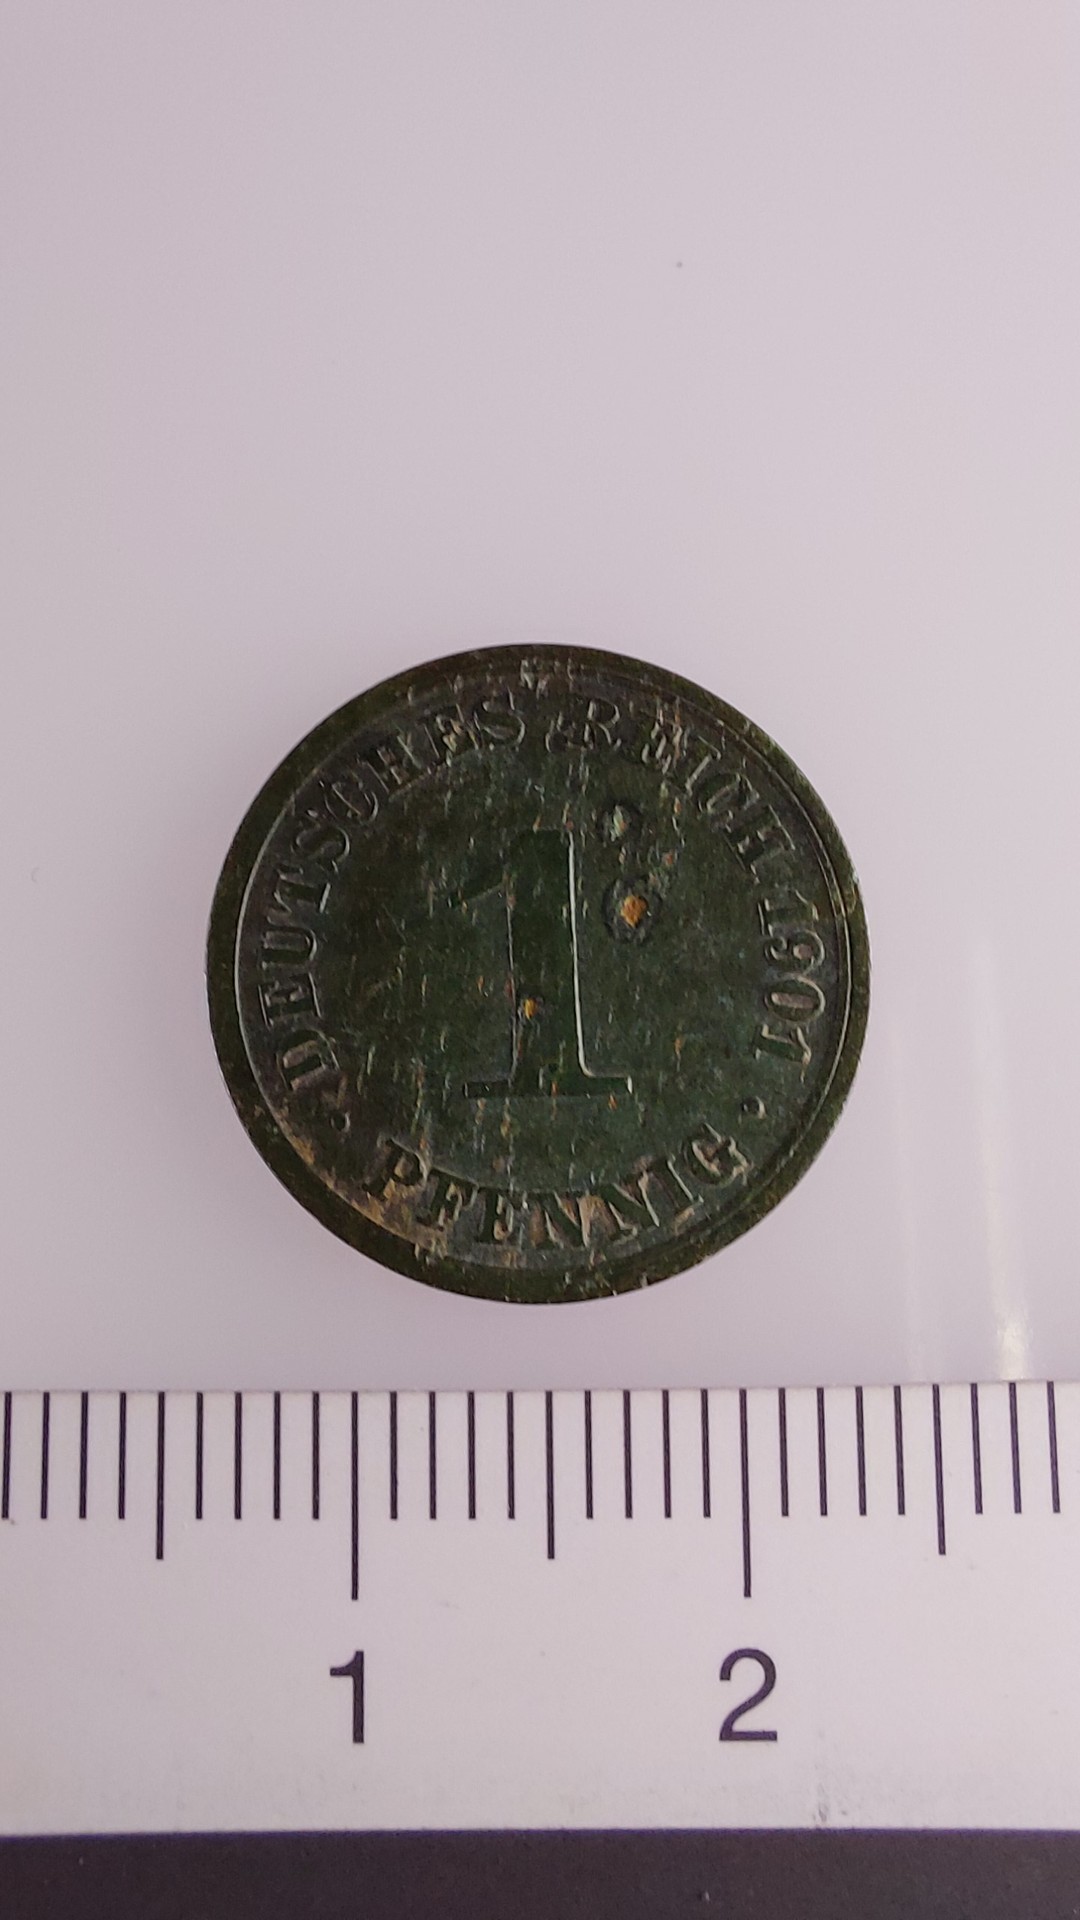 DEUTSCHES REICH 1901
1
· PFENNIG ·
1 2